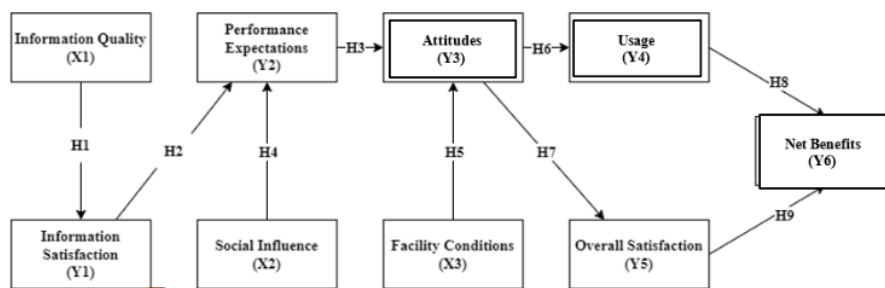 Information Quality
(X1)
Performance
Expectations
(Y2)
H3
Attitudes
(Y3)
H6
Usage
(Y4)
H8
H1
H2
H4
H5
H7
Net Benefits
(Y6)
H9
Information
Satisfaction
(Y1)
Social Influence
(X2)
Facility Conditions
(X3)
Overall Satisfaction
(Y5)